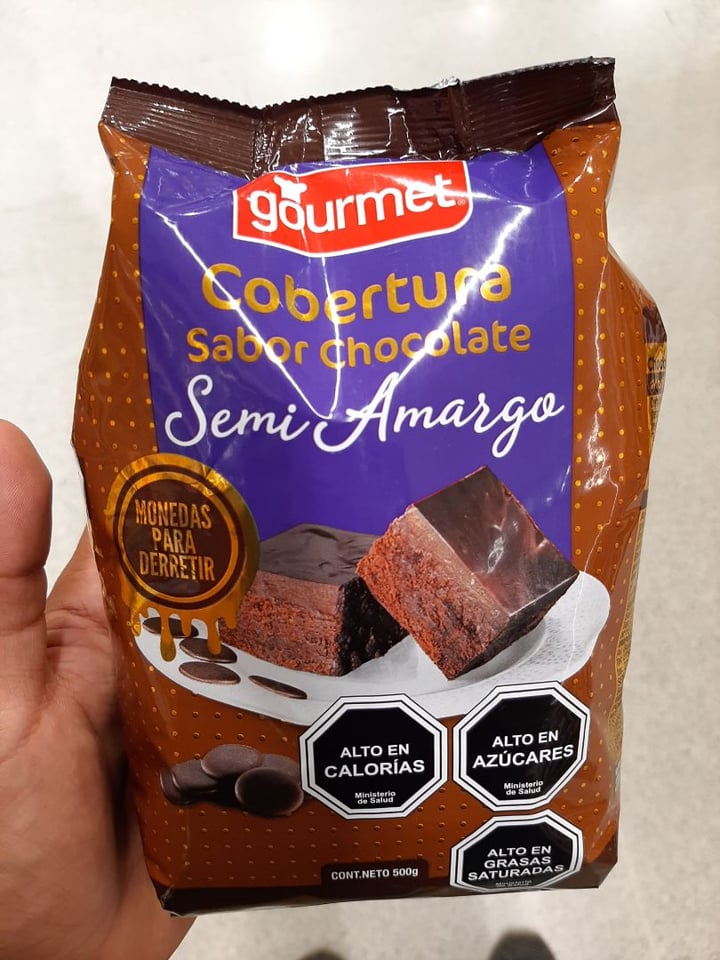 gourmet
Cobertura
Sabor Chocolate
Semi Amargo
MONEDAS
PARA
DERRETIR
ALTO EN
CALORÍAS
Ministerio
de Salud
ALTO EN
AZÚCARES
Ministerio
de Salud
ALTO EN
GRASAS
SATURADAS
CONT.NETO 500g